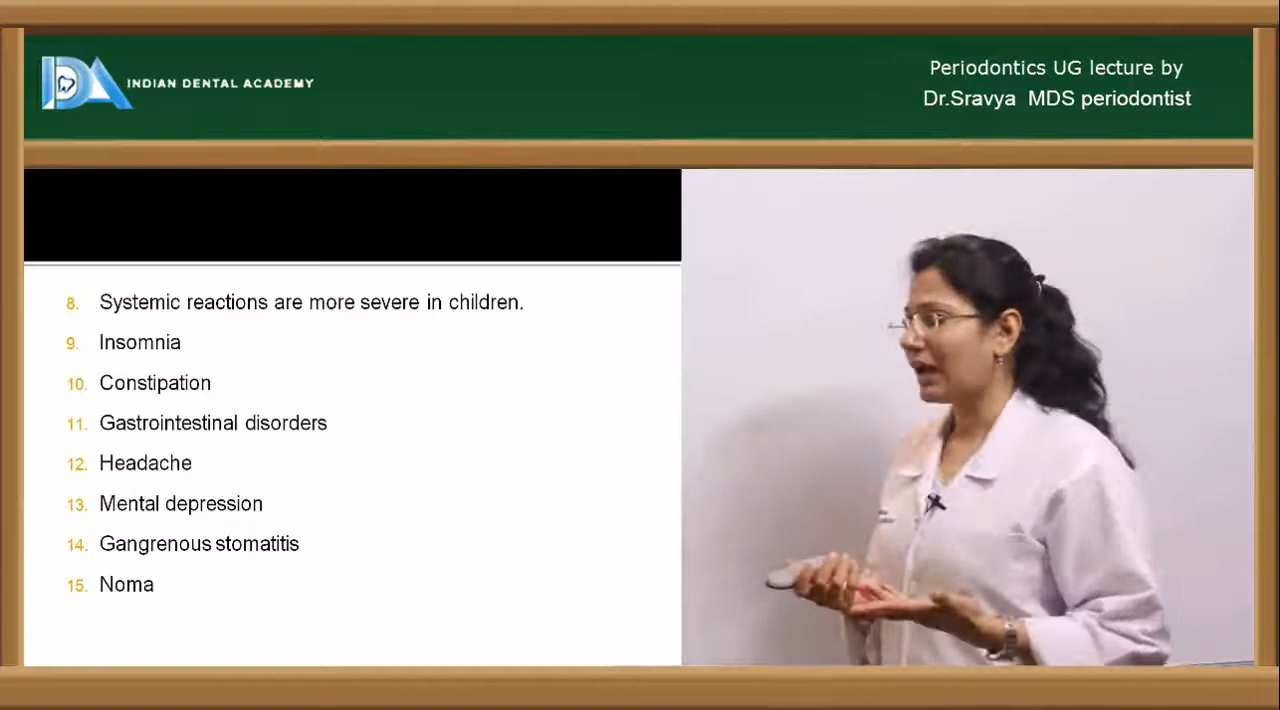 IDA INDIAN DENTAL ACADEMY
Periodontics UG lecture by
Dr.Sravya MDS periodontist
8. Systemic reactions are more severe in children.
9. Insomnia
10. Constipation
11. Gastrointestinal disorders
12. Headache
13. Mental depression
14. Gangrenous stomatitis
15. Noma